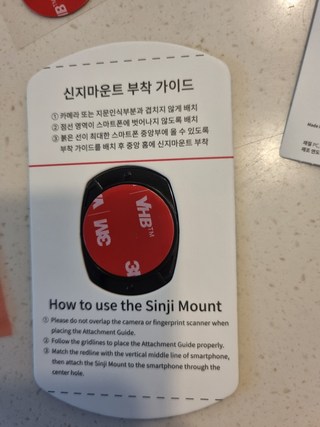 신지마운트 부착 가이드
① 카메라 또는 지문인식부분과 겹치지 않게 배치
② 점선 영역이 스마트폰에 벗어나지 않도록 배치
③ 붉은 선이 최대한 스마트폰 중앙부에 올 수 있도록
부착 가이드를 배치 후 중앙 홈에 신지마운트 부착
VHB™
3M
3M
How to use the Sinji Mount
① Please do not overlap the camera or fingerprint scanner when
placing the Attachment Guide.
② Follow the gridlines to place the Attachment Guide properly.
③ Match the redline with the vertical middle line of smartphone,
then attach the Sinji Mount to the smartphone through the
center hole.